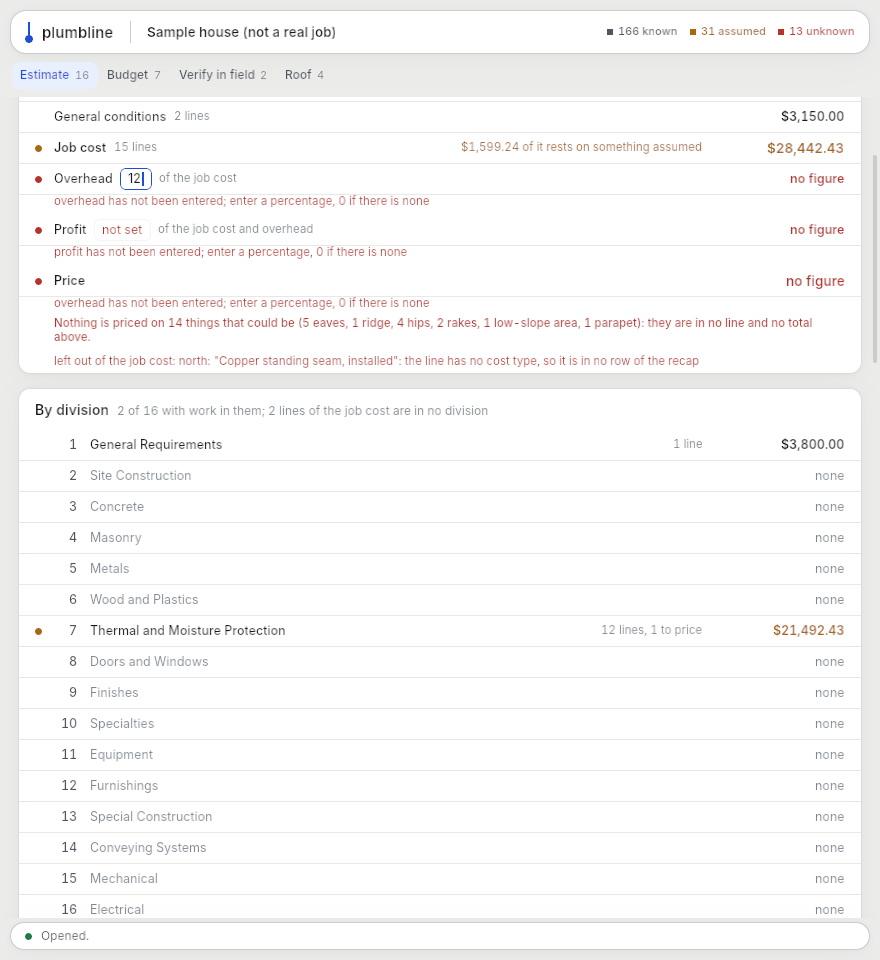 plumbline Sample house (not a real job) 166 known 31 assumed 13 unknown
Estimate 16 Budget 7 Verify in field 2 Roof 4
General conditions 2 lines $3,150.00
Job cost 15 lines $1,599.24 of it rests on something assumed $28,442.43
Overhead 12 of the job cost no figure
overhead has not been entered; enter a percentage, 0 if there is none
Profit not set of the job cost and overhead no figure
profit has not been entered; enter a percentage, 0 if there is none
Price no figure
overhead has not been entered; enter a percentage, 0 if there is none
Nothing is priced on 14 things that could be (5 eaves, 1 ridge, 4 hips, 2 rakes, 1 low-slope area, 1 parapet): they are in no line and no total
above.
left out of the job cost: north: "Copper standing seam, installed": the line has no cost type, so it is in no row of the recap
By division 2 of 16 with work in them; 2 lines of the job cost are in no division
1 General Requirements 1 line $3,800.00
2 Site Construction none
3 Concrete none
4 Masonry none
5 Metals none
6 Wood and Plastics none
7 Thermal and Moisture Protection 12 lines, 1 to price $21,492.43
8 Doors and Windows none
9 Finishes none
10 Specialties none
11 Equipment none
12 Furnishings none
13 Special Construction none
14 Conveying Systems none
15 Mechanical none
16 Electrical none
Opened.